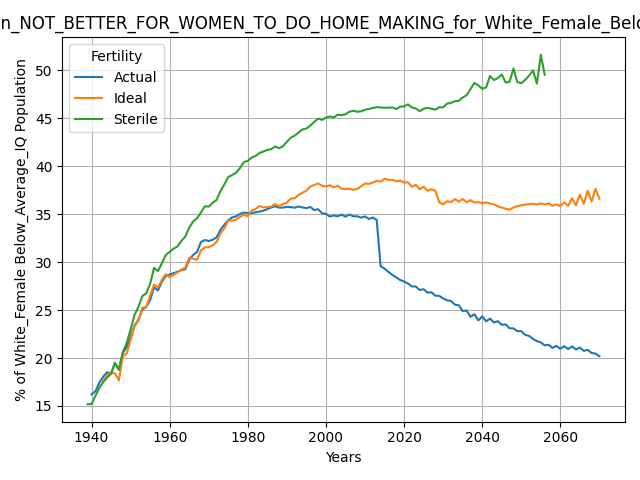 n_NOT_BETTER_FOR_WOMEN_TO_DO_HOME_MAKING_for_White_Female_Belo
Fertility
Actual
Ideal
Sterile
% of White_Female Below_Average_IQ Population
50
45
40
35
30
25
20
15
1940 1960 1980 2000 2020 2040 2060
Years